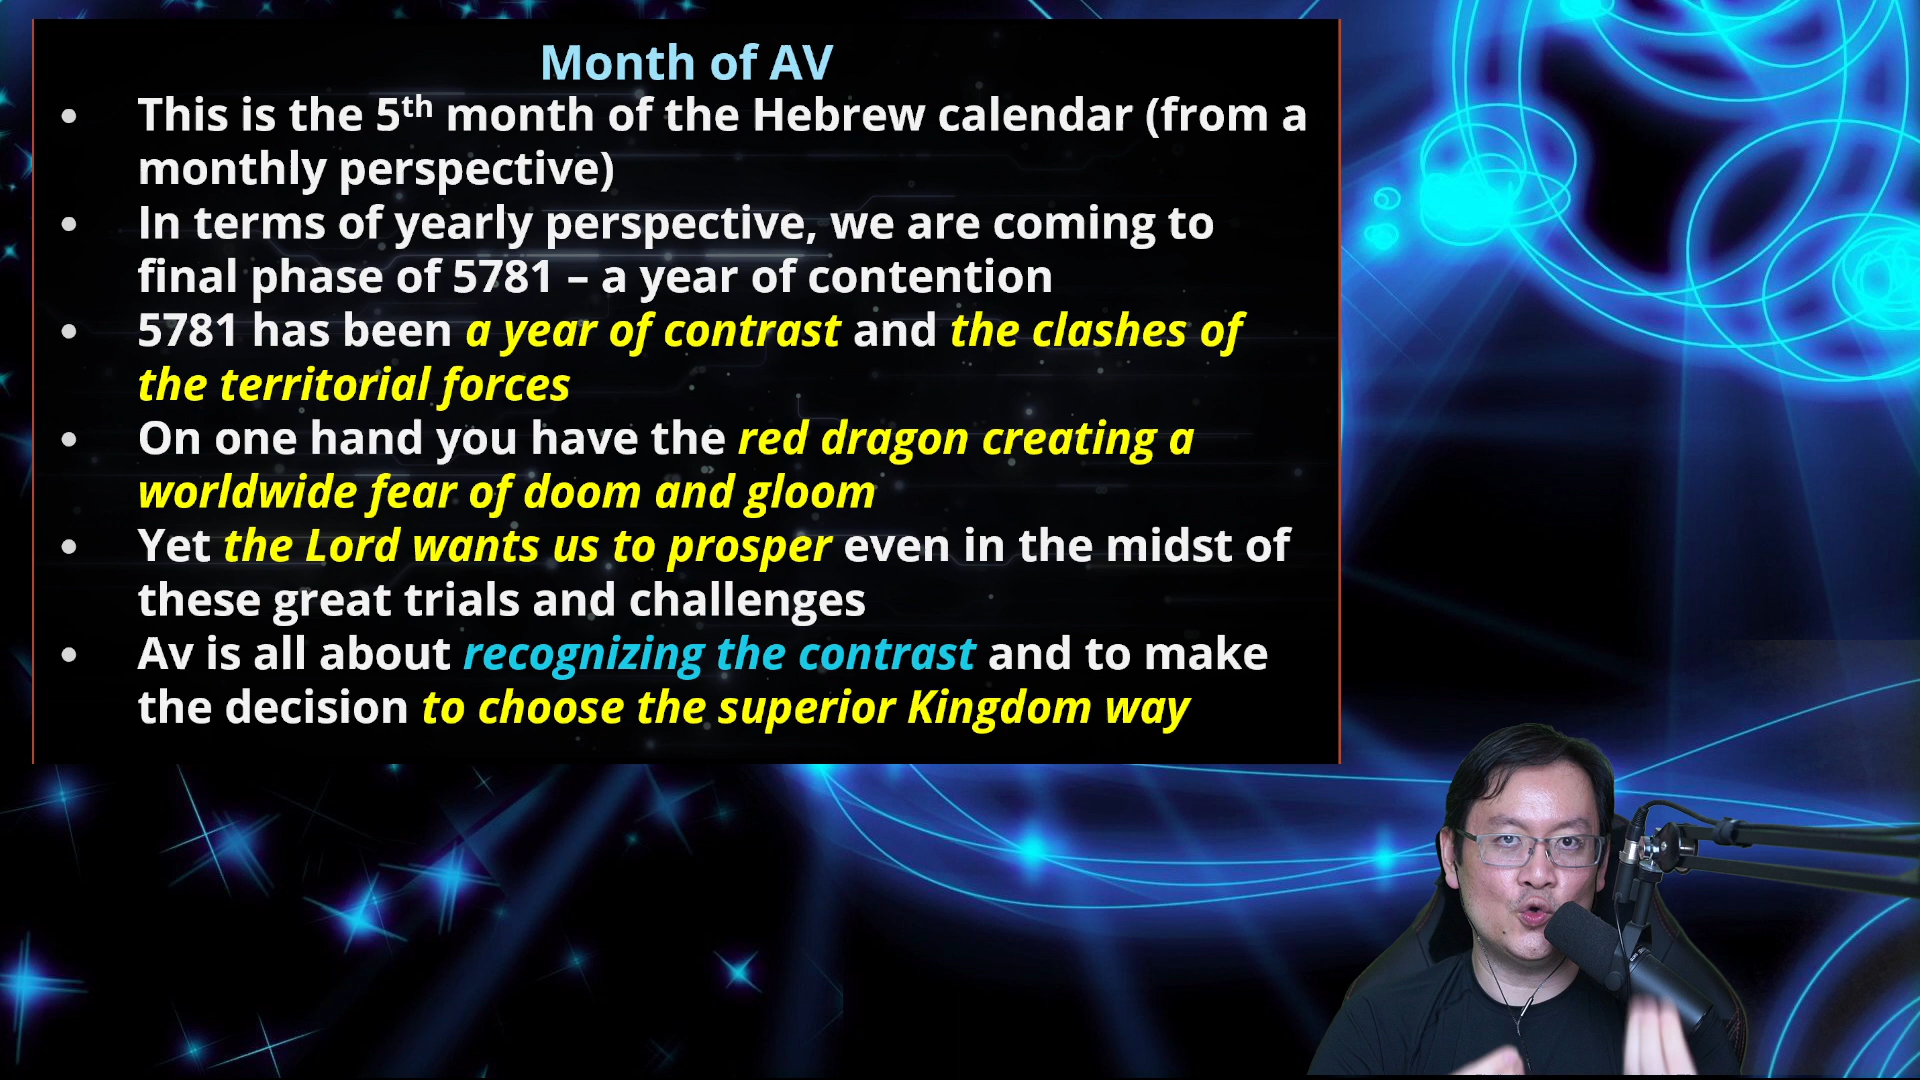 Month of AV
• This is the 5th month of the Hebrew calendar (from a
monthly perspective)
• In terms of yearly perspective, we are coming to
final phase of 5781 – a year of contention
• 5781 has been a year of contrast and the clashes of
the territorial forces
• On one hand you have the red dragon creating a
worldwide fear of doom and gloom
• Yet the Lord wants us to prosper even in the midst of
these great trials and challenges
• Av is all about recognizing the contrast and to make
the decision to choose the superior Kingdom way